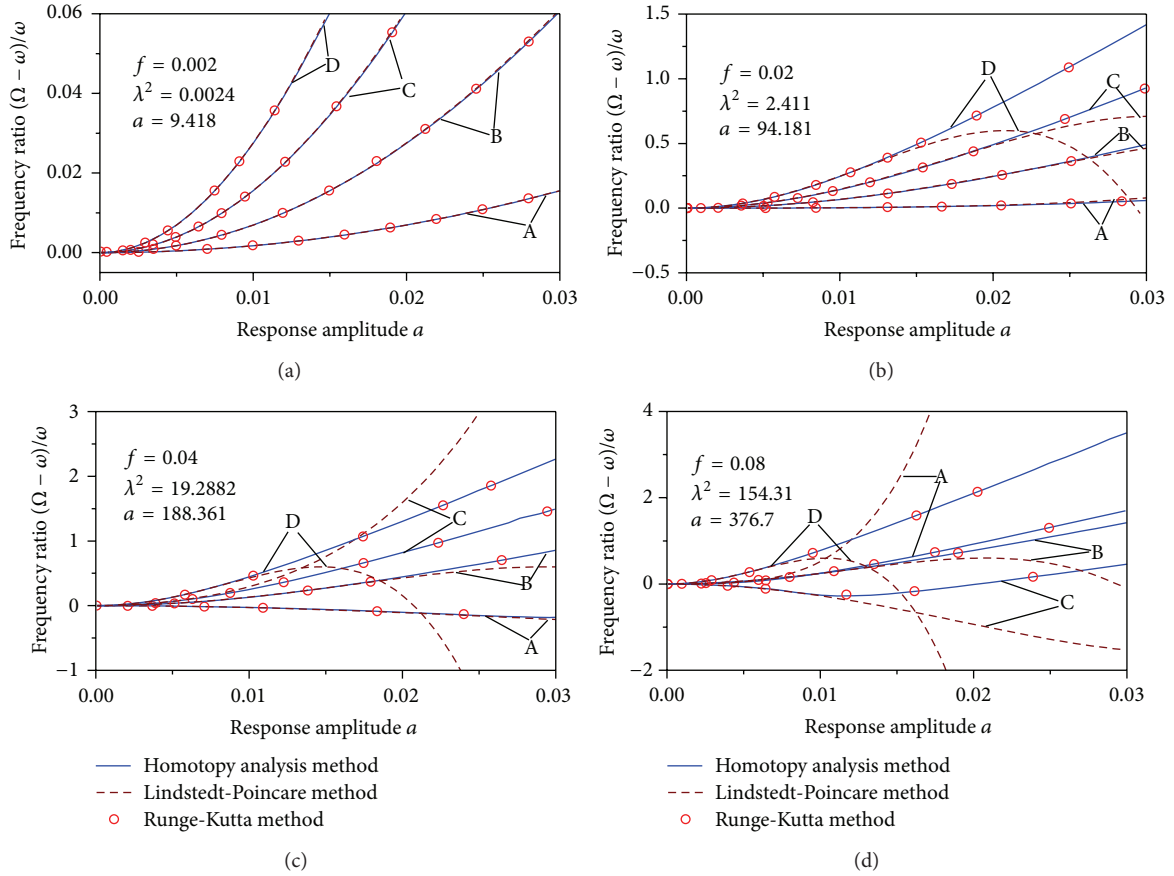 0.06
0.04
0.02
0.00
Frequency ratio (Ω − ω)/ω
f = 0.002
λ² = 0.0024
a = 9.418
D
C
B
A
0.00
0.01
0.02
0.03
Response amplitude a
(a)
1.5
1.0
0.5
0.0
−0.5
Frequency ratio (Ω − ω)/ω
f = 0.02
λ² = 2.411
a = 94.181
D
C
B
A
0.00
0.01
0.02
0.03
Response amplitude a
(b)
3
2
1
0
−1
Frequency ratio (Ω − ω)/ω
f = 0.04
λ² = 19.2882
a = 188.361
D
C
B
A
0.00
0.01
0.02
0.03
Response amplitude a
Homotopy analysis method
Lindstedt-Poincare method
Runge-Kutta method
(c)
4
2
0
−2
Frequency ratio (Ω − ω)/ω
f = 0.08
λ² = 154.31
a = 376.7
A
D
B
C
0.00
0.01
0.02
0.03
Response amplitude a
Homotopy analysis method
Lindstedt-Poincare method
Runge-Kutta method
(d)